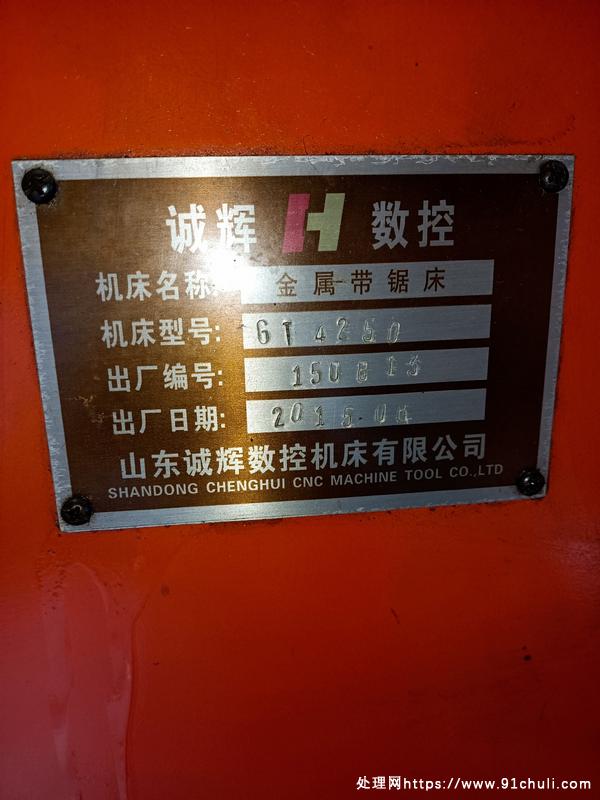 诚辉 H 数控
机床名称: 金属带锯床
机床型号: GT4250
出厂编号:
出厂日期: 2015.0
山东诚辉数控机床有限公司
SHANDONG CHENGHUI CNC MACHINE TOOL CO.,LTD
处理网https://www.91chuli.com/